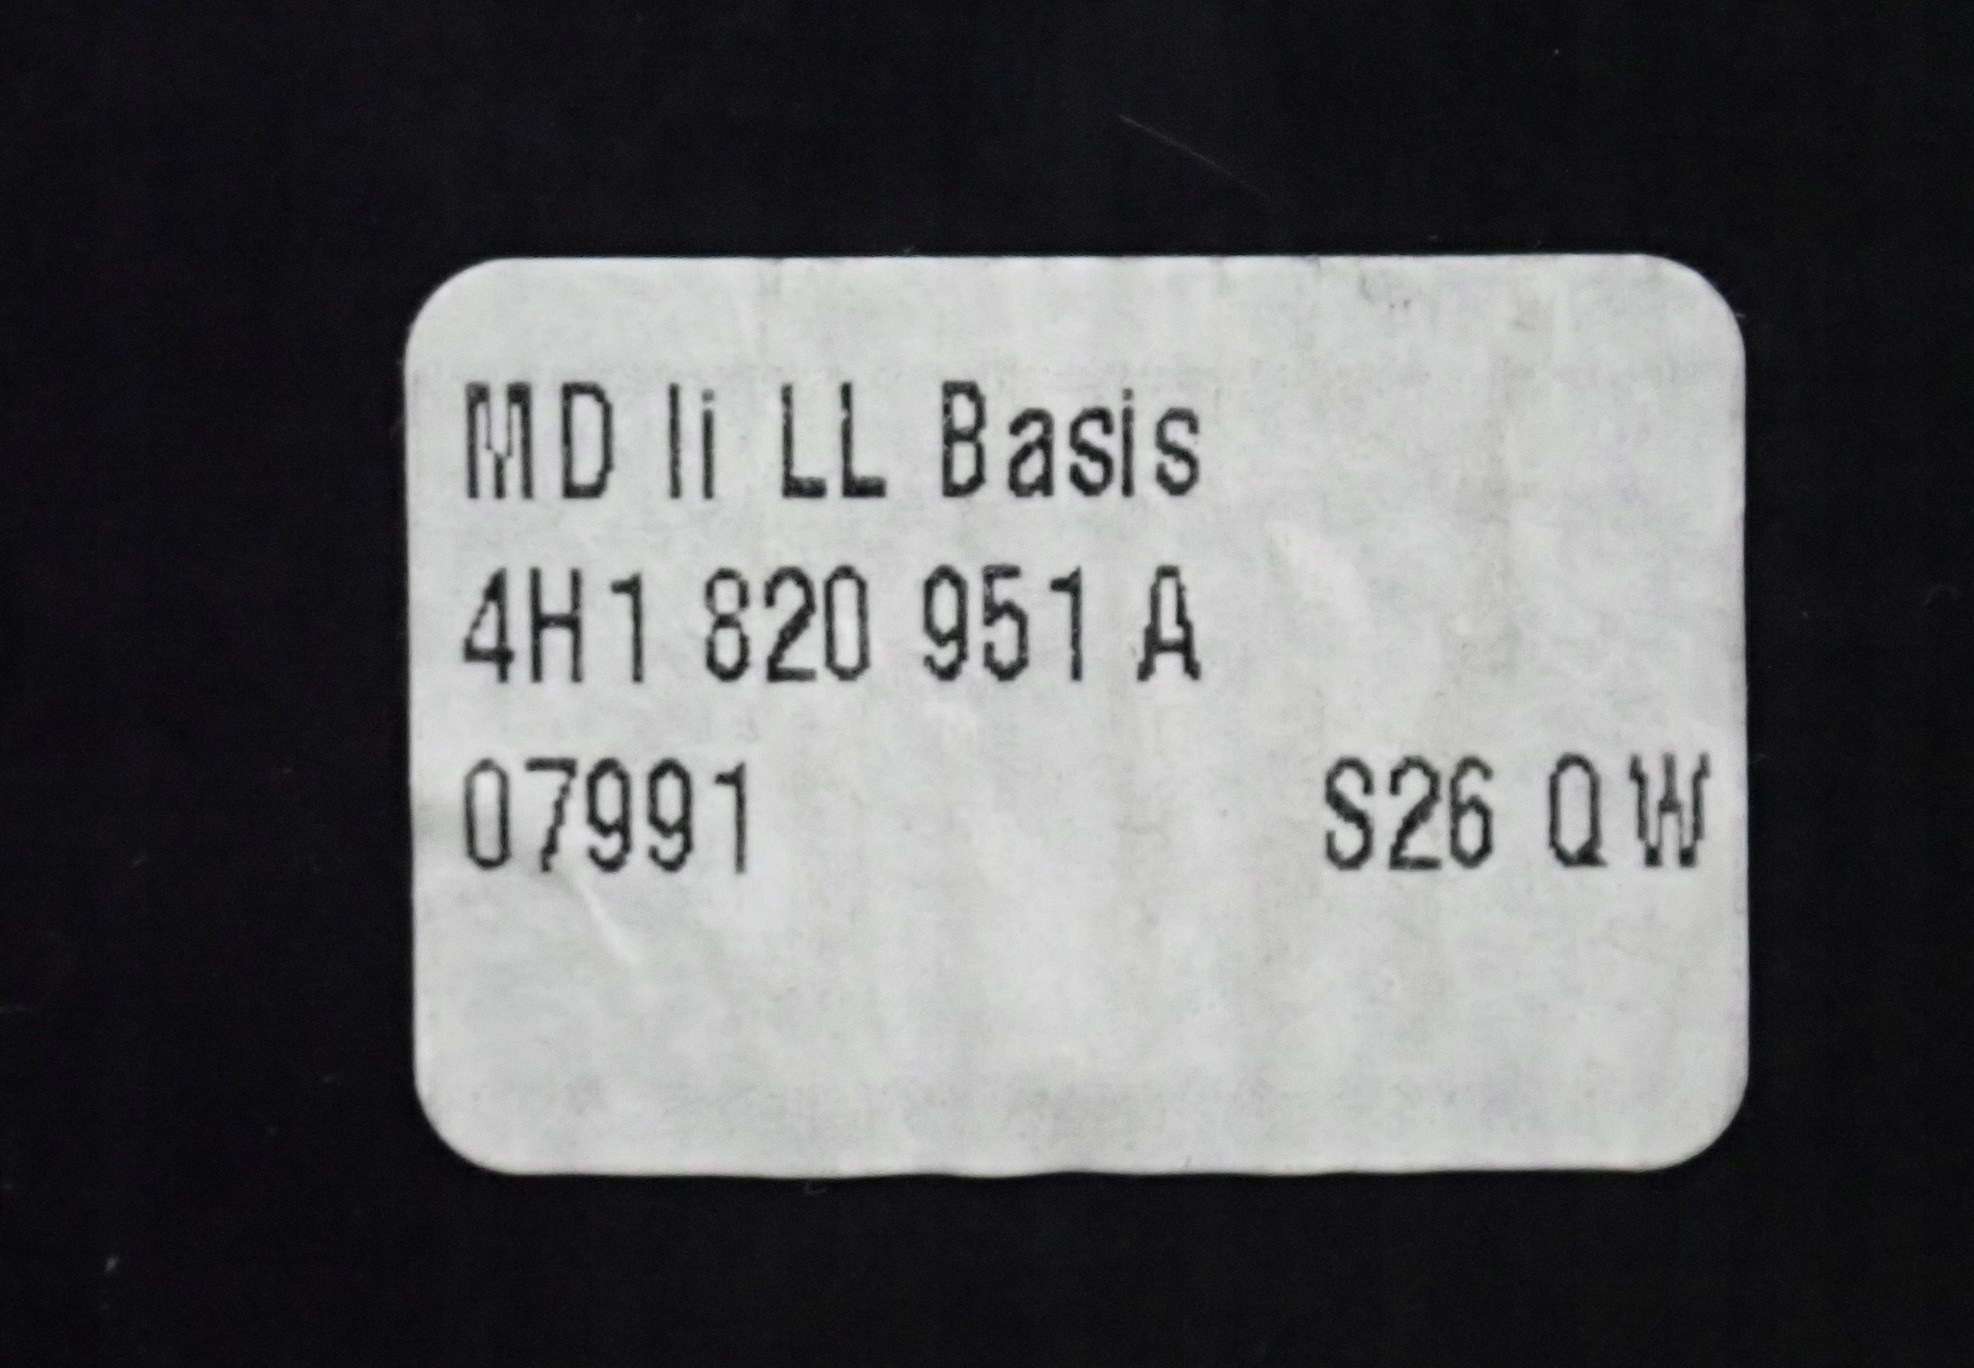 MD li LL Basis
4H1 820 951 A
07991 S26 QW